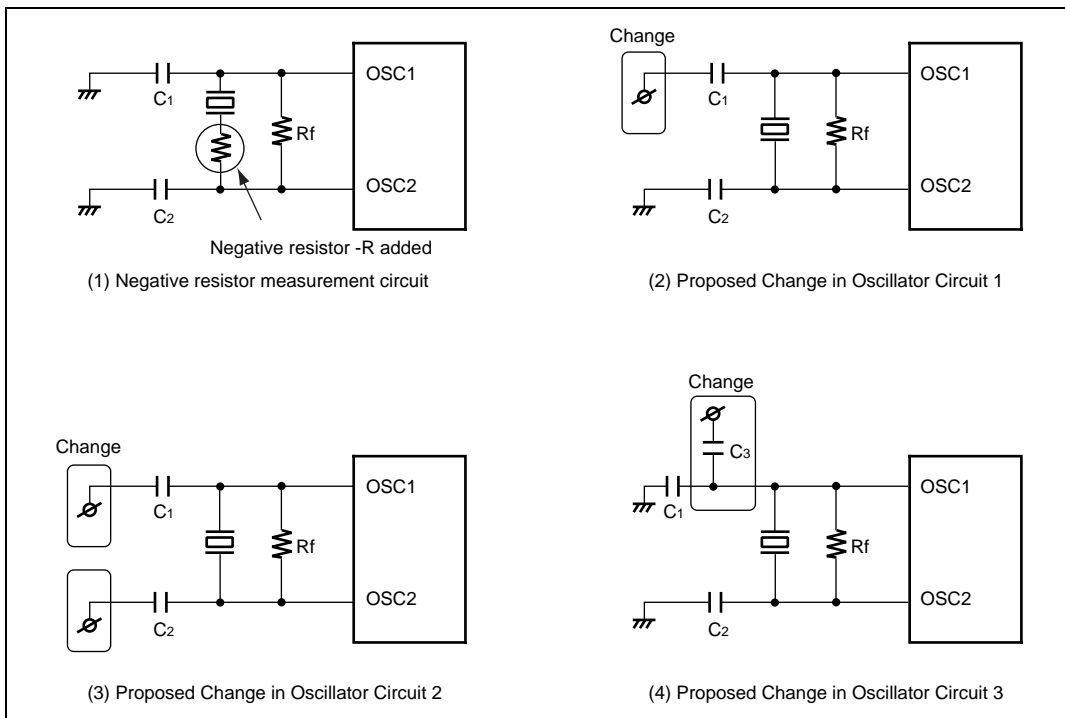 OSC1
C1
Rf
OSC2
C2
Negative resistor -R added
(1) Negative resistor measurement circuit
Change
OSC1
C1
Rf
OSC2
C2
(2) Proposed Change in Oscillator Circuit 1
Change
OSC1
C1
Rf
OSC2
C2
(3) Proposed Change in Oscillator Circuit 2
Change
C3
OSC1
C1
Rf
OSC2
C2
(4) Proposed Change in Oscillator Circuit 3